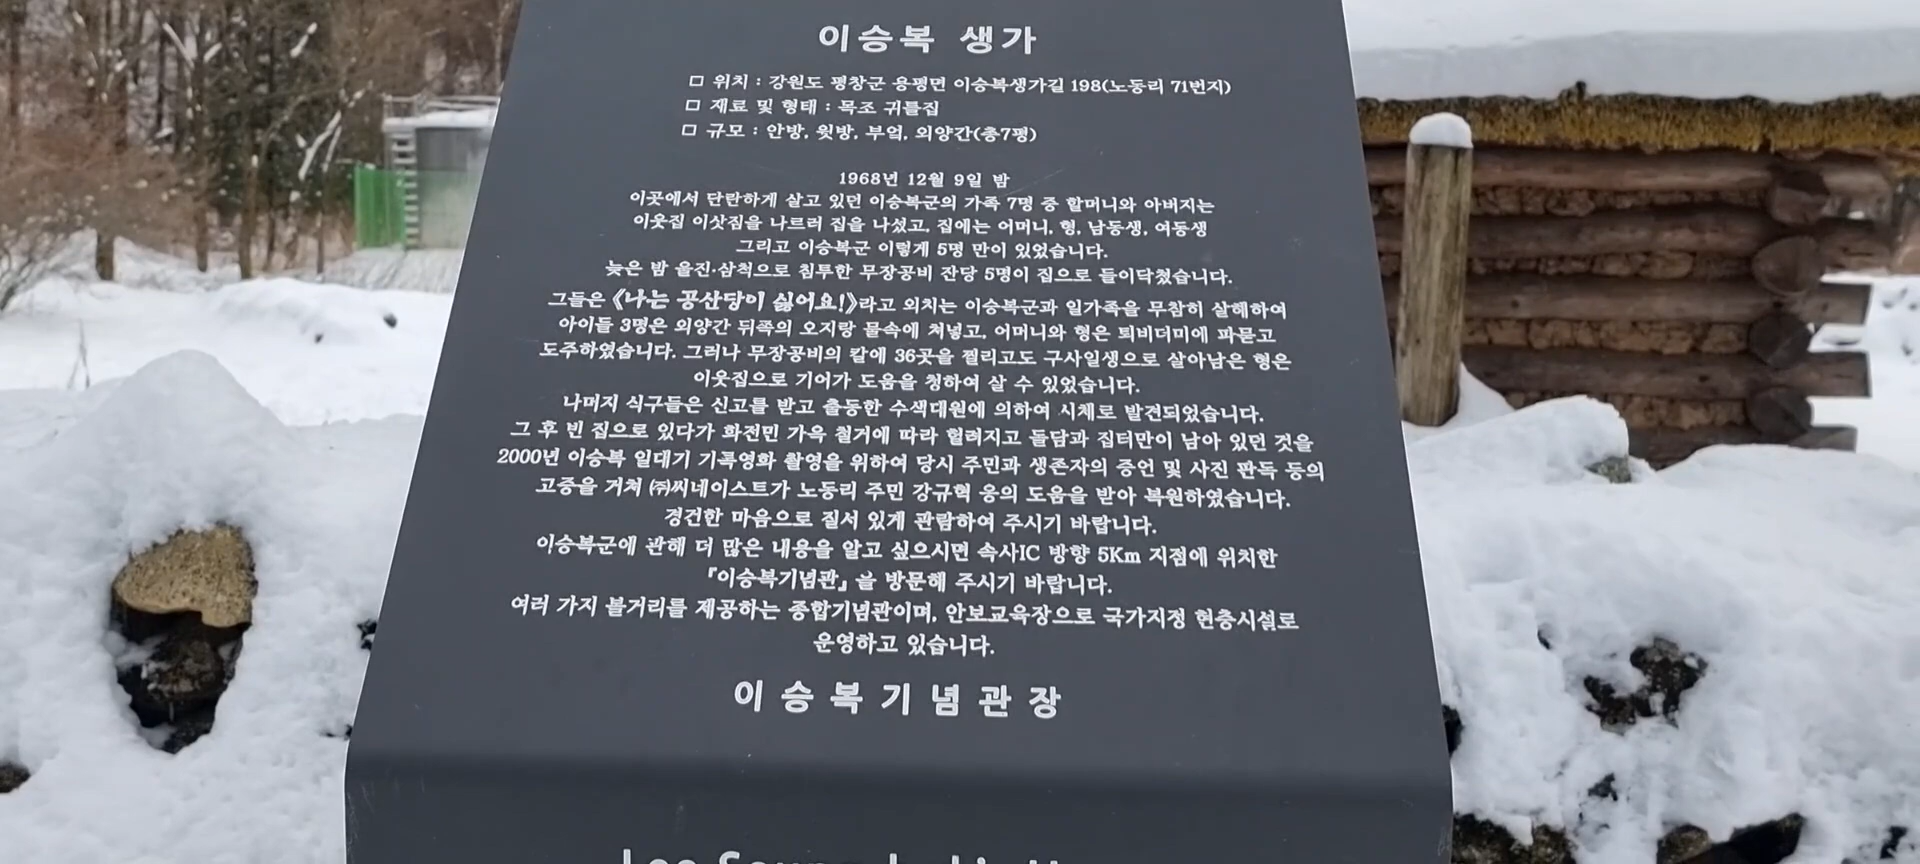 이승복 생가
□ 위치 : 강원도 평창군 용평면 이승복생가길 198(노동리 71번지)
□ 재료 및 형태 : 목조 귀틀집
□ 규모 : 안방, 윗방, 부엌, 외양간(총7평)
1968년 12월 9일 밤
이곳에서 단란하게 살고 있던 이승복군의 가족 7명 중 할머니와 아버지는
이웃집 이삿짐을 나르러 집을 나섰고, 집에는 어머니, 형, 남동생, 여동생
그리고 이승복군 이렇게 5명 만이 있었습니다.
늦은 밤 울진·삼척으로 침투한 무장공비 잔당 5명이 집으로 들이닥쳤습니다.
그들은 《나는 공산당이 싫어요!》라고 외치는 이승복군과 일가족을 무참히 살해하여
아이들 3명은 외양간 뒤쪽의 오지랑 물속에 처넣고, 어머니와 형은 퇴비더미에 파묻고
도주하였습니다. 그러나 무장공비의 칼에 36곳을 찔리고도 구사일생으로 살아남은 형은
이웃집으로 기어가 도움을 청하여 살 수 있었습니다.
나머지 식구들은 신고를 받고 출동한 수색대원에 의하여 시체로 발견되었습니다.
그 후 빈 집으로 있다가 화전민 가옥 철거에 따라 헐려지고 돌담과 집터만이 남아 있던 것을
2000년 이승복 일대기 기록영화 촬영을 위하여 당시 주민과 생존자의 증언 및 사진 판독 등의
고증을 거쳐 ㈜씨네이스트가 노동리 주민 강규혁 옹의 도움을 받아 복원하였습니다.
경건한 마음으로 질서 있게 관람하여 주시기 바랍니다.
이승복군에 관해 더 많은 내용을 알고 싶으시면 속사IC 방향 5Km 지점에 위치한
『이승복기념관』을 방문해 주시기 바랍니다.
여러 가지 볼거리를 제공하는 종합기념관이며, 안보교육장으로 국가지정 현충시설로
운영하고 있습니다.
이승복기념관장